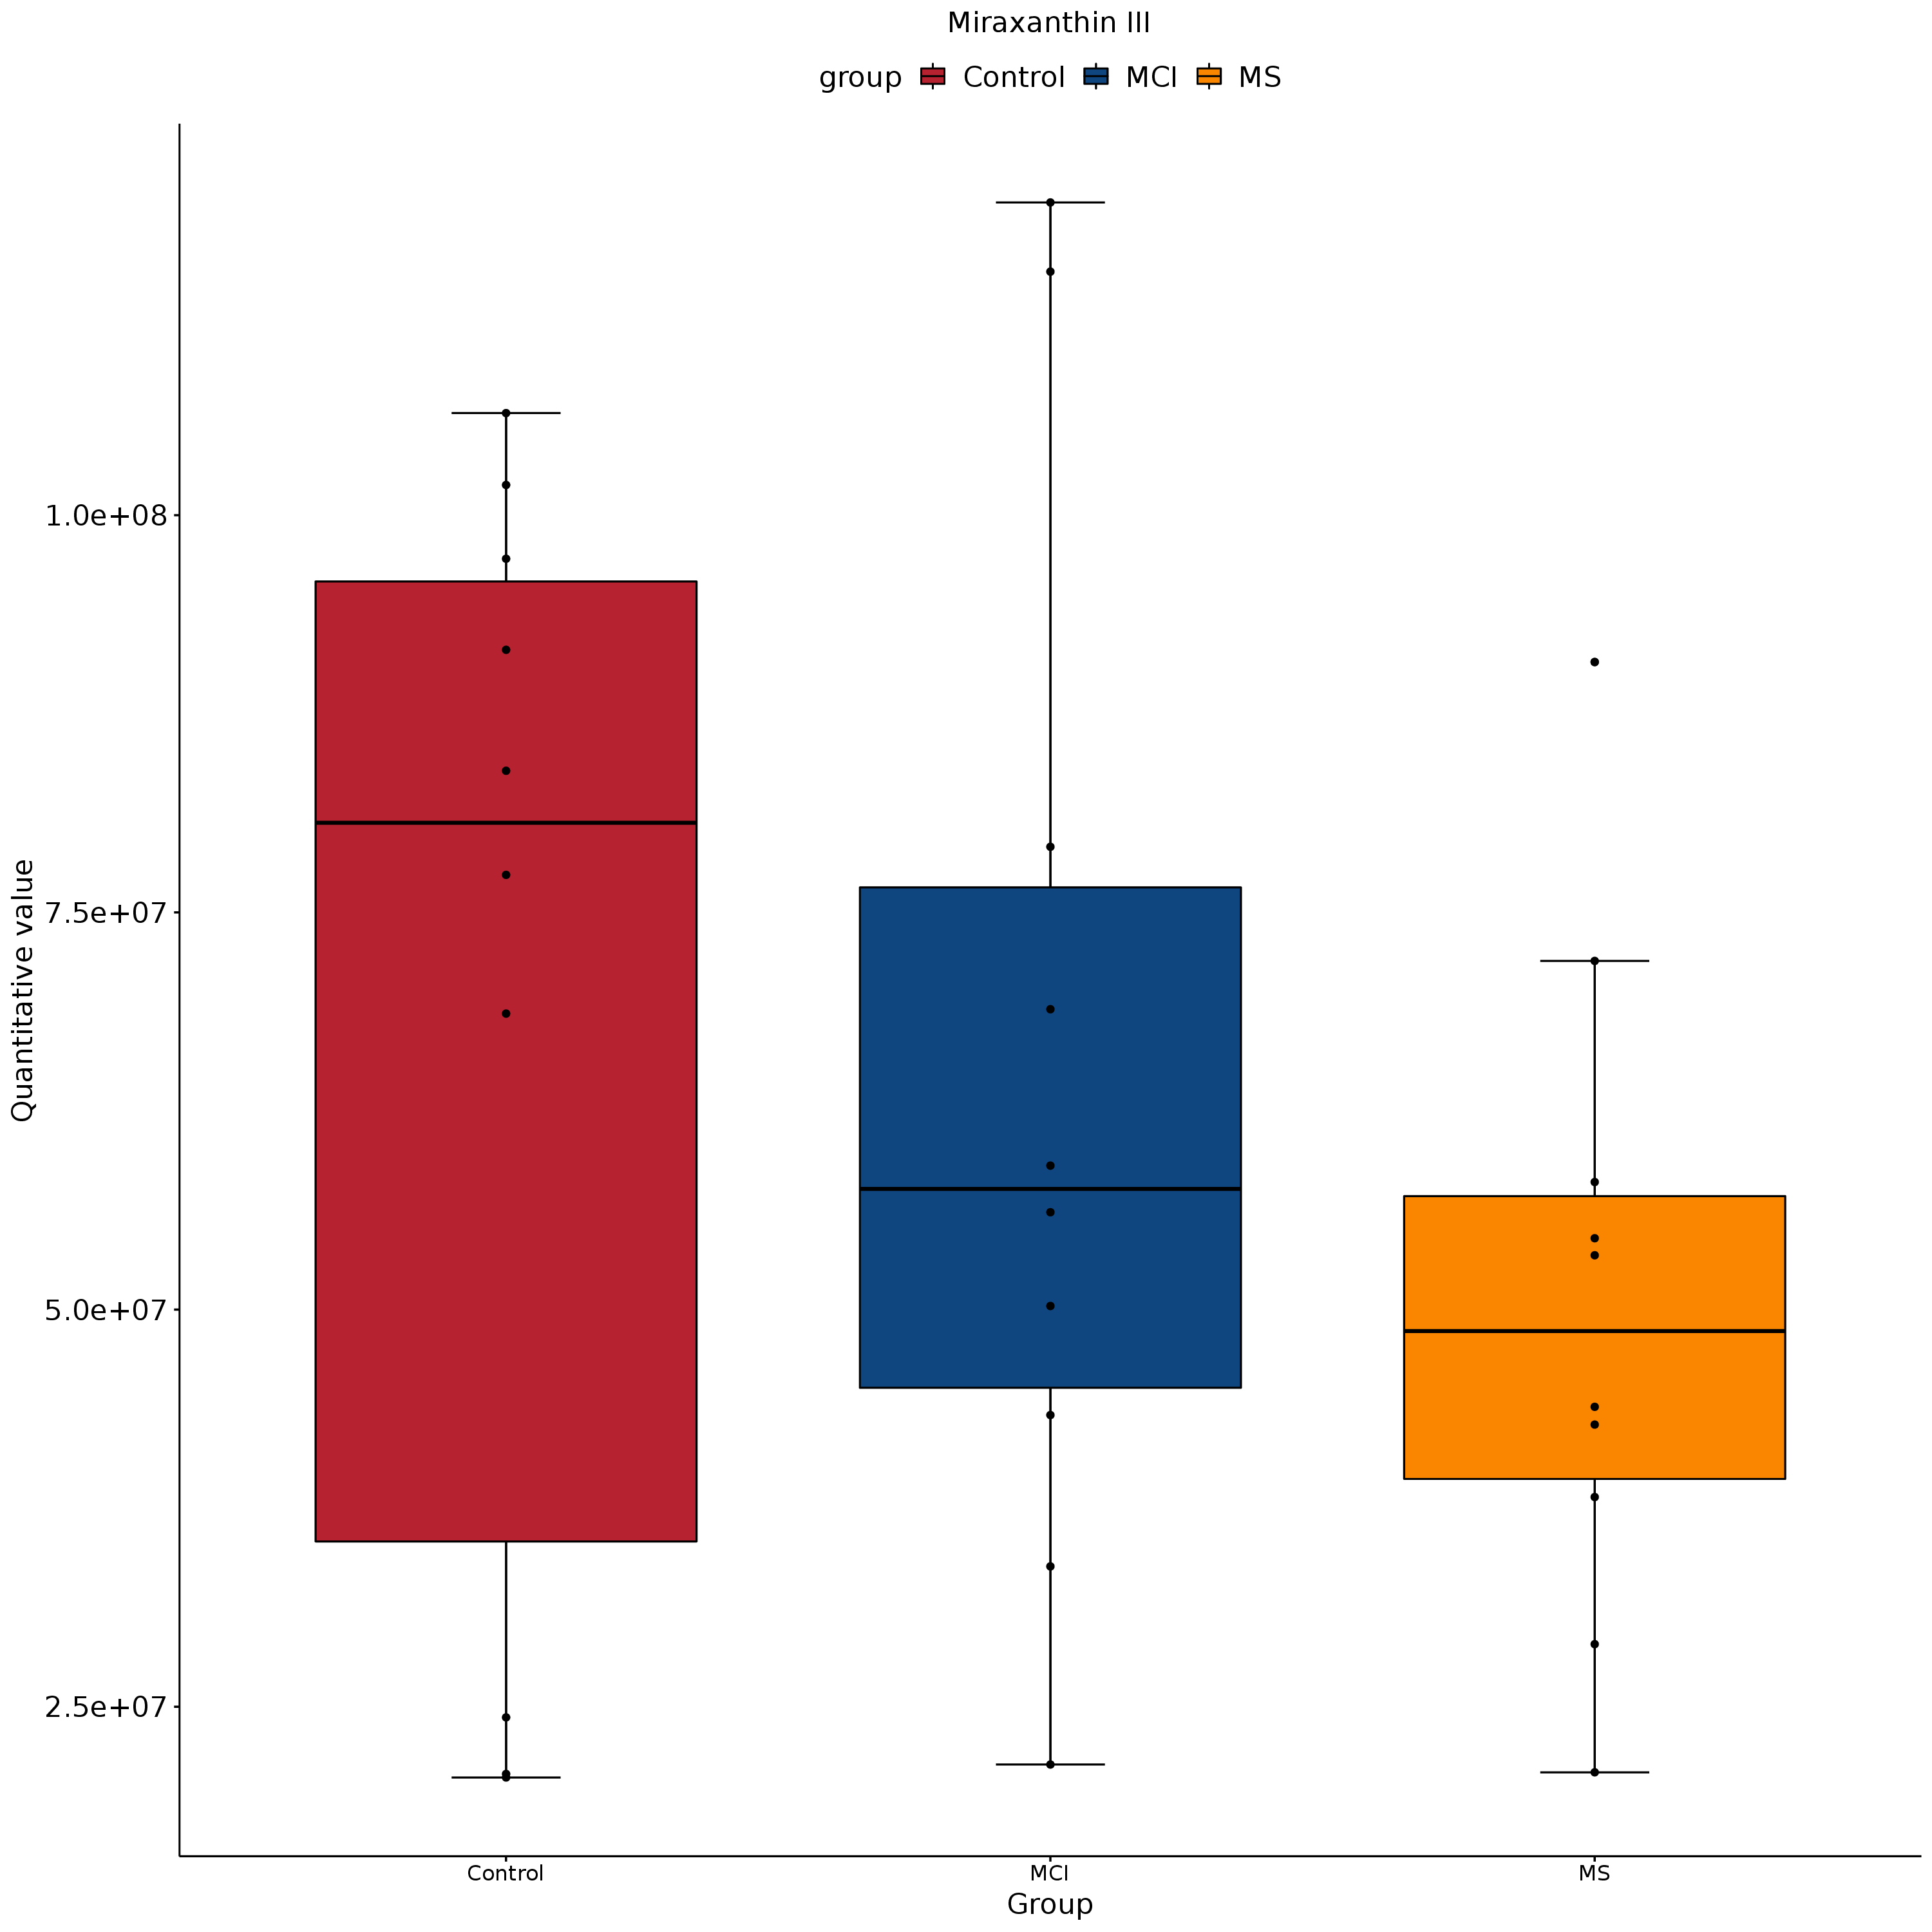 Miraxanthin III
group Control MCI MS
1.0e+08
7.5e+07
5.0e+07
2.5e+07
Quantitative value
Control MCI MS
Group